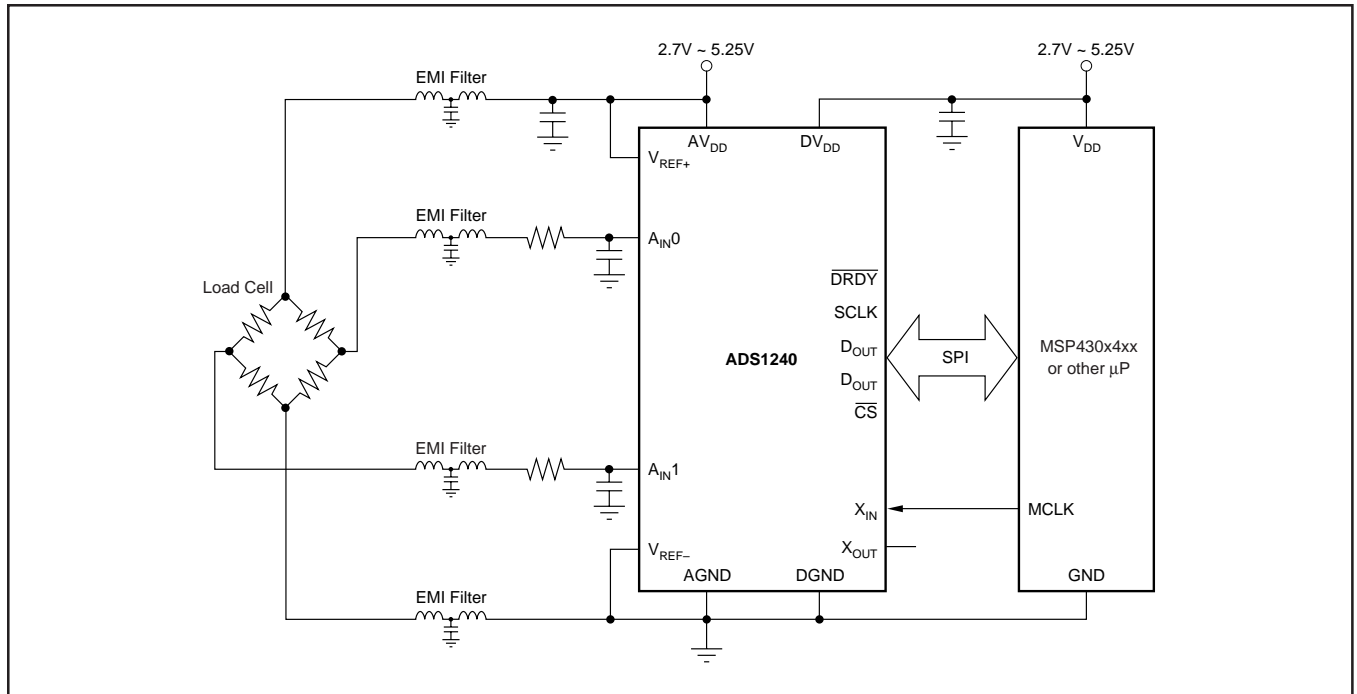 2.7V ~ 5.25V
2.7V ~ 5.25V
EMI Filter
AVDD
DVDD
VDD
VREF+
EMI Filter
AIN0
DRDY
Load Cell
SCLK
ADS1240
DOUT
SPI
MSP430x4xx
or other μP
DOUT
CS
EMI Filter
AIN1
XIN
MCLK
VREF–
XOUT
AGND
DGND
GND
EMI Filter